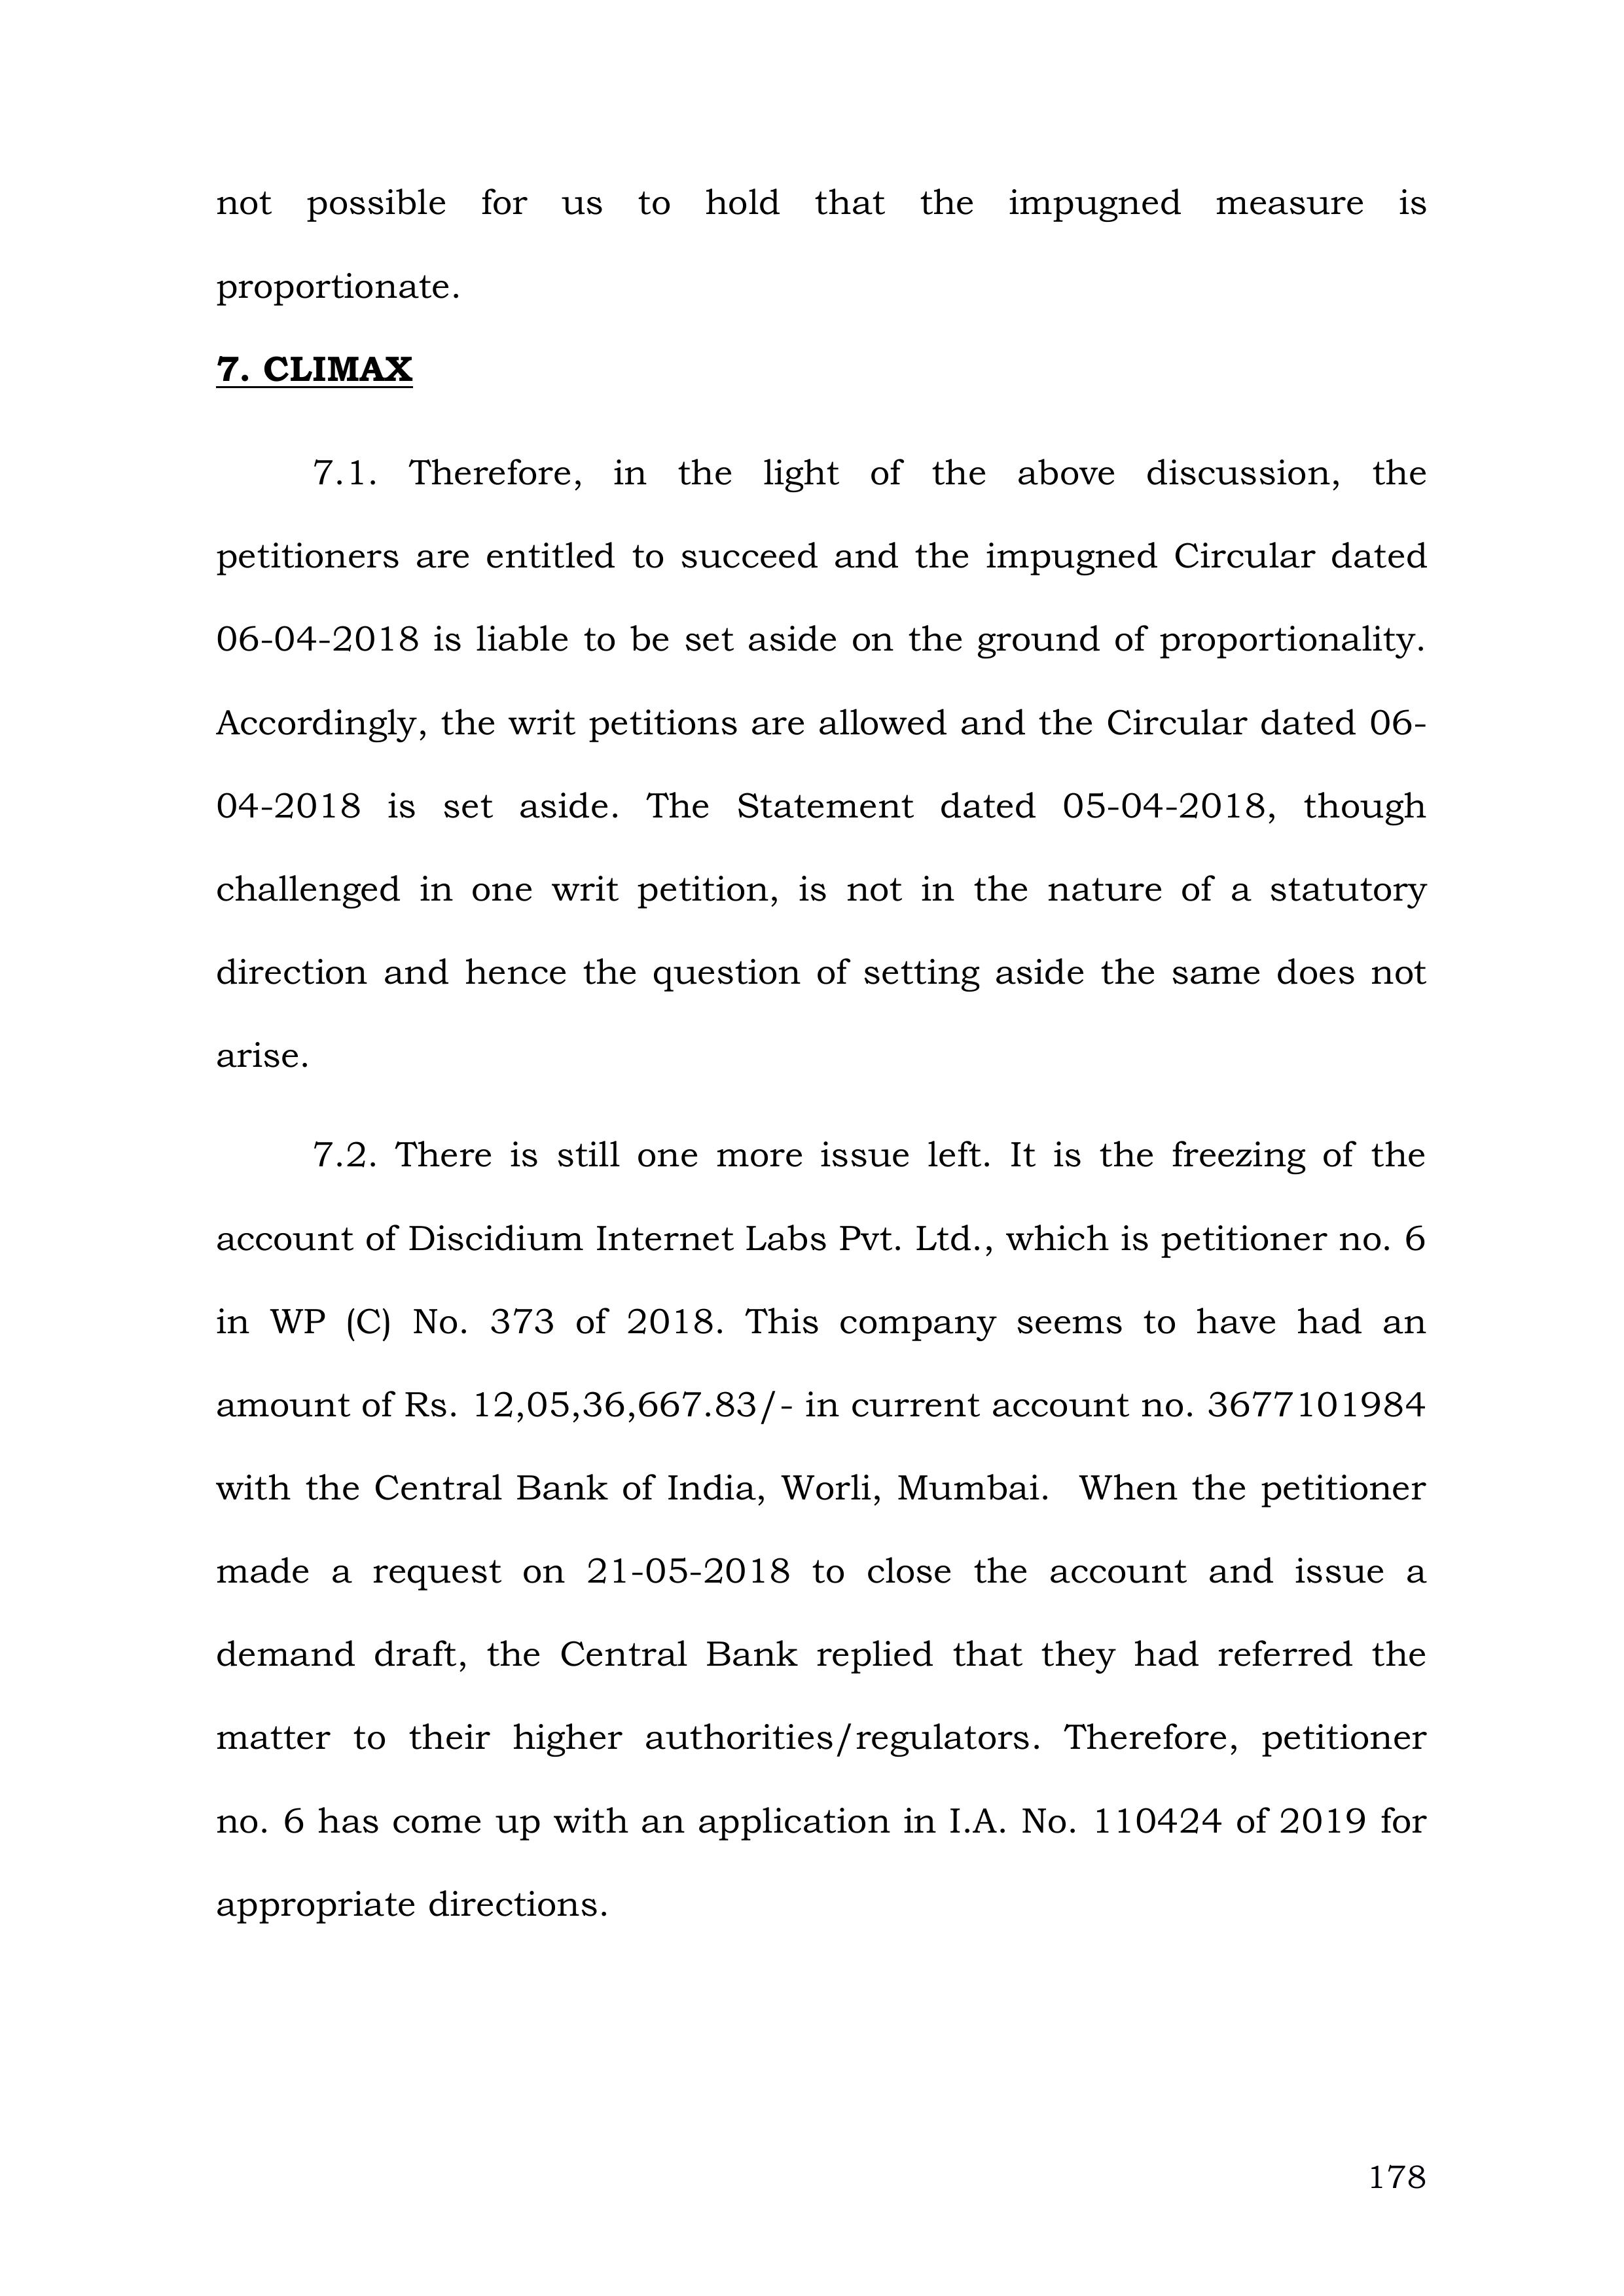 not possible for us to hold that the impugned measure is
proportionate.
7. CLIMAX
7.1. Therefore, in the light of the above discussion, the
petitioners are entitled to succeed and the impugned Circular dated
06-04-2018 is liable to be set aside on the ground of proportionality.
Accordingly, the writ petitions are allowed and the Circular dated 06-
04-2018 is set aside. The Statement dated 05-04-2018, though
challenged in one writ petition, is not in the nature of a statutory
direction and hence the question of setting aside the same does not
arise.
7.2. There is still one more issue left. It is the freezing of the
account of Discidium Internet Labs Pvt. Ltd., which is petitioner no. 6
in WP (C) No. 373 of 2018. This company seems to have had an
amount of Rs. 12,05,36,667.83/- in current account no. 3677101984
with the Central Bank of India, Worli, Mumbai. When the petitioner
made a request on 21-05-2018 to close the account and issue a
demand draft, the Central Bank replied that they had referred the
matter to their higher authorities/regulators. Therefore, petitioner
no. 6 has come up with an application in I.A. No. 110424 of 2019 for
appropriate directions.
178